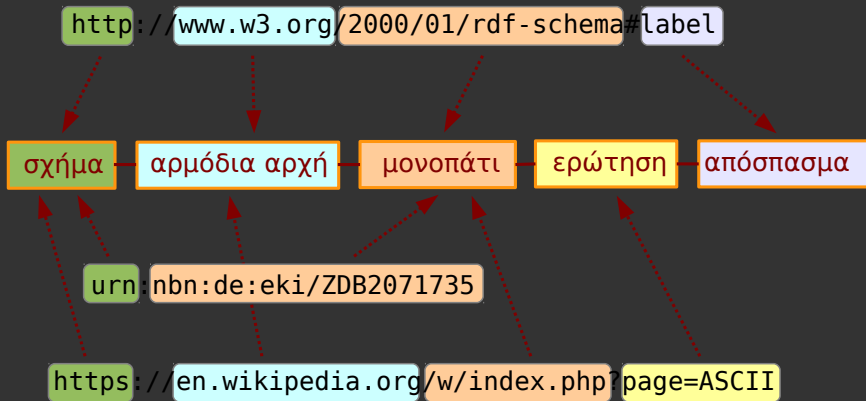 http://www.w3.org/2000/01/rdf-schema#label
σχήμα αρμόδια αρχή μονοπάτι ερώτηση απόσπασμα
urn:nbn:de:eki/ZDB2071735
https://en.wikipedia.org/w/index.php?page=ASCII